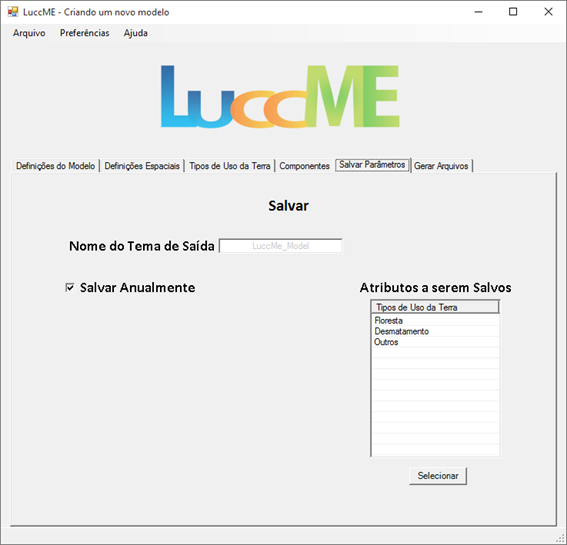 LuccME - Criando um novo modelo
Arquivo Preferências Ajuda
LuccME
Definições do Modelo Definições Espaciais Tipos de Uso da Terra Componentes Salvar Parâmetros Gerar Arquivos
Salvar
Nome do Tema de Saída LuccMe_Model
Salvar Anualmente Atributos a serem Salvos
Tipos de Uso da Terra
Floresta
Desmatamento
Outros
Selecionar